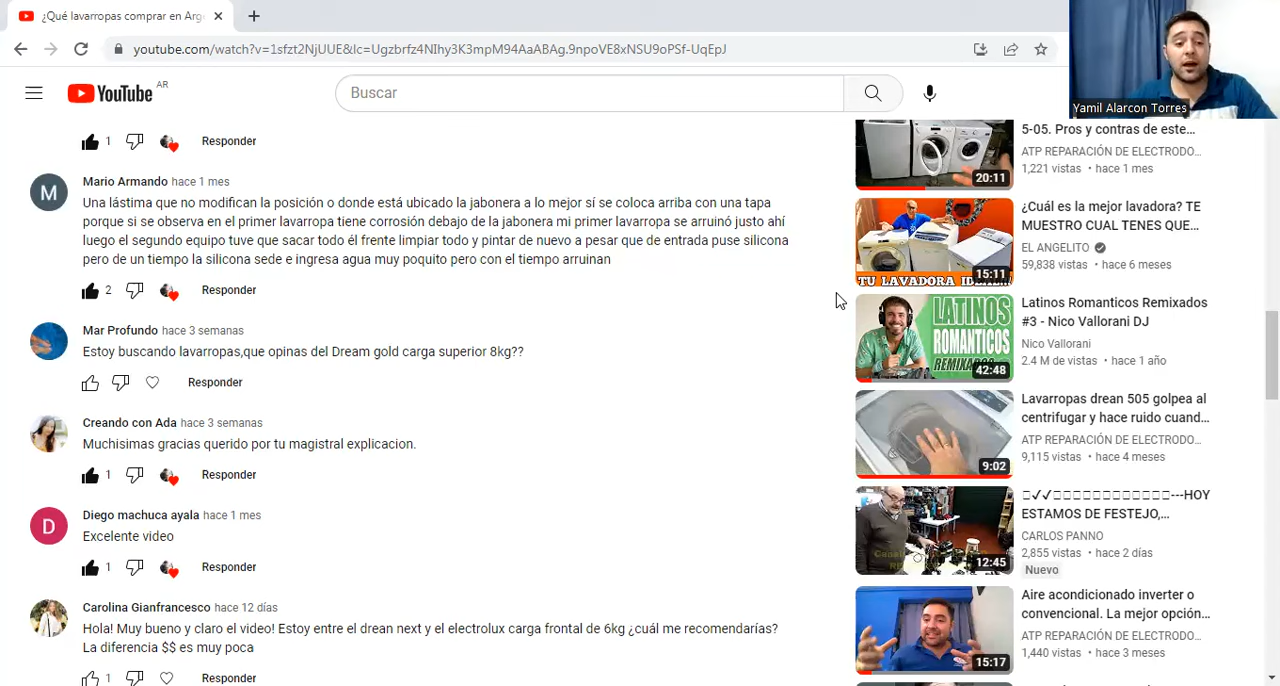 ¿Qué lavarropas comprar en Arg
youtube.com/watch?v=1sfzt2NjUUE&lc=Ugzbrfz4NIhy3K3mpM94AaABAg.9npoVE8xNSU9oPSf-UqEpJ
Yamil Alarcon Torres
YouTube AR
Buscar
1 Responder
M
Mario Armando hace 1 mes
Una lástima que no modifican la posición o donde está ubicado la jabonera a lo mejor sí se coloca arriba con una tapa
porque si se observa en el punto lavarropa tiene corrosión debajo de la jabonera mi primer lavarropa se arruinó justo ahí
luego el segundo equipo tuve que sacar todo él frente limpiar todo y pintar de nuevo a pesar que de entrada puse silicona
pero de un tiempo la silicona sede e ingresa agua muy poquito pero con el tiempo arruinan
2 Responder
Mar Profundo hace 3 semanas
Estoy buscando lavarropas,que opinas del Dream gold carga superior 8kg??
Responder
Creando con Ada hace 3 semanas
Muchisimas gracias querido por tu magistral explicacion.
1 Responder
D
Diego machuca ayala hace 1 mes
Excelente video
1 Responder
Carolina Gianfrancesco hace 12 días
Hola! Muy bueno y claro el video! Estoy entre el drean next y el electrolux carga frontal de 6kg ¿cuál me recomendarías?
La diferencia $$ es muy poca
1 Responder
5-05. Pros y contras de este...
ATP REPARACIÓN DE ELECTRODO...
1,221 vistas • hace 1 mes
20:11
¿Cuál es la mejor lavadora? TE
MUESTRO CUAL TENES QUE...
EL ANGELITO
59,838 vistas • hace 6 meses
15:11
TU LAVADORA IDEAL
Latinos Romanticos Remixados
#3 - Nico Vallorani DJ
Nico Vallorani
2.4 M de vistas • hace 1 año
LATINOS
ROMANTICOS
REMIXADOS
42:48
Lavarropas drean 505 golpea al
centrifugar y hace ruido cuand...
ATP REPARACIÓN DE ELECTRODO...
9,115 vistas • hace 4 meses
9:02
✓✓---HOY
ESTAMOS DE FESTEJO,...
CARLOS PANNO
2,855 vistas • hace 2 días
Nuevo
12:45
Aire acondicionado inverter o
convencional. La mejor opción...
ATP REPARACIÓN DE ELECTRODO...
1,440 vistas • hace 3 meses
15:17